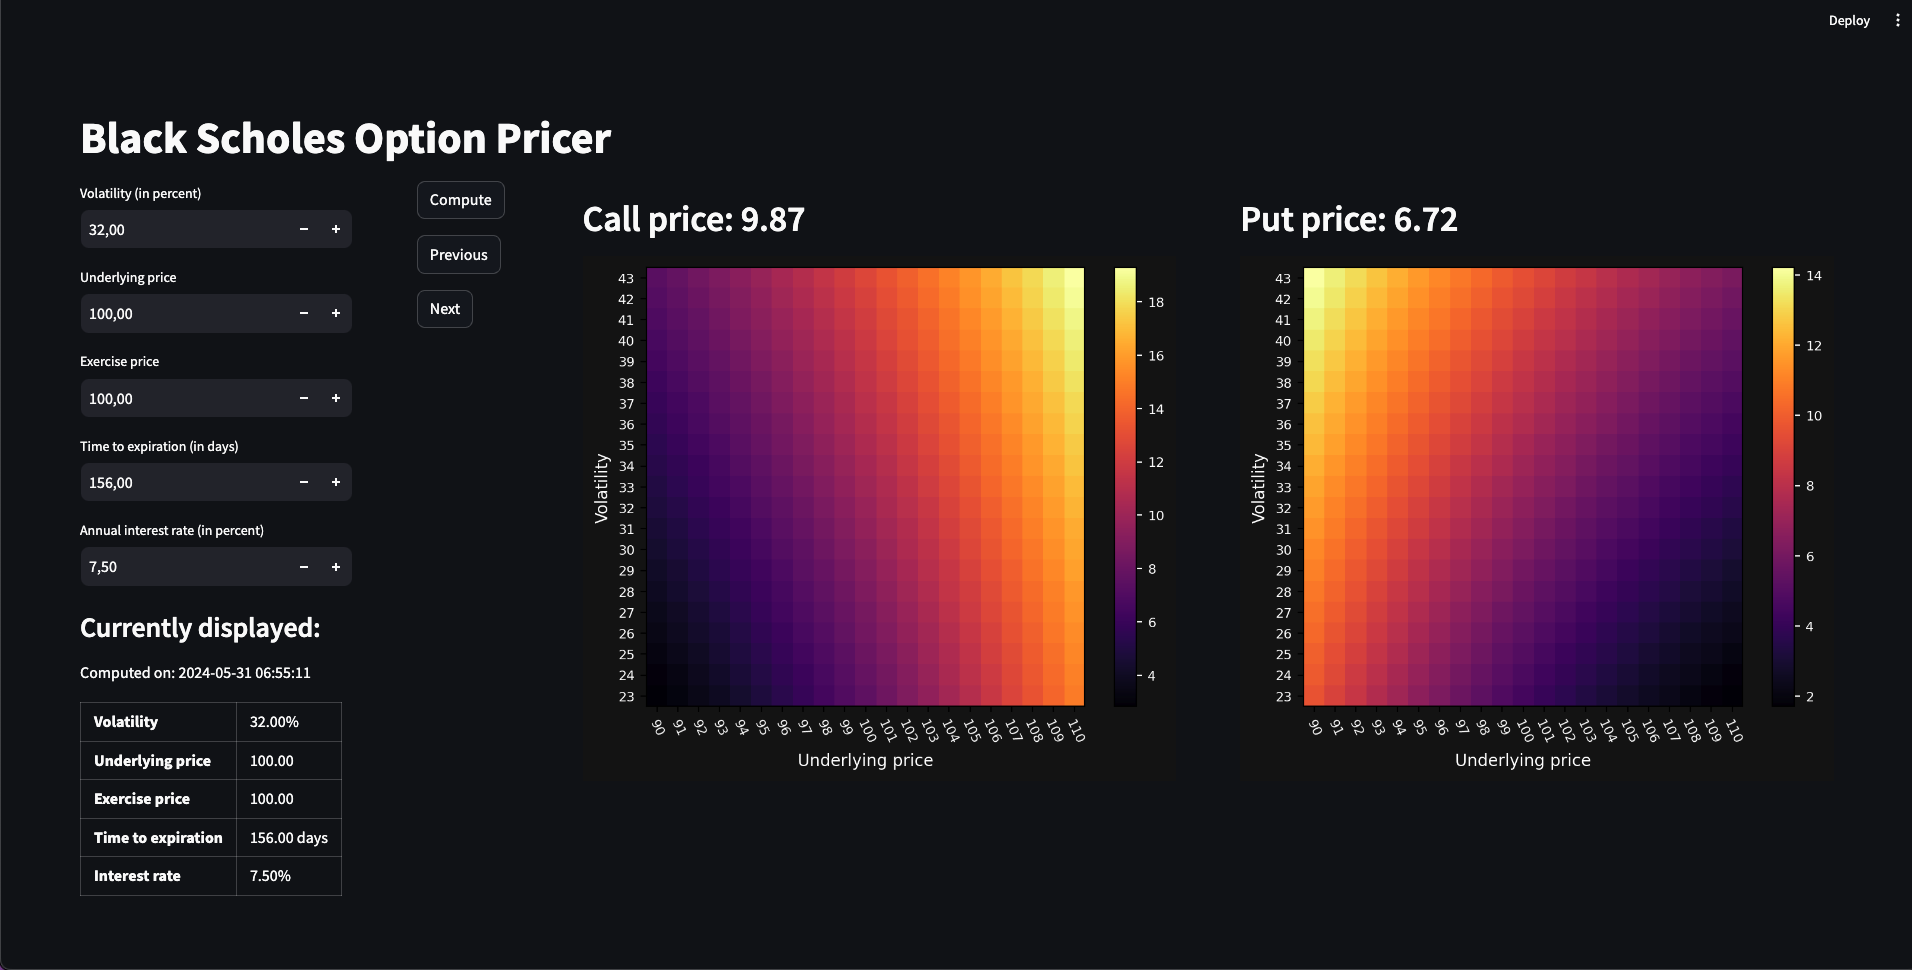 Deploy
Black Scholes Option Pricer
Volatility (in percent)
32,00
Underlying price
100,00
Exercise price
100,00
Time to expiration (in days)
156,00
Annual interest rate (in percent)
7,50
Currently displayed:
Computed on: 2024-05-31 06:55:11
Volatility 32.00%
Underlying price 100.00
Exercise price 100.00
Time to expiration 156.00 days
Interest rate 7.50%
Compute
Previous
Next
Call price: 9.87
Volatility
43
42
41
40
39
38
37
36
35
34
33
32
31
30
29
28
27
26
25
24
23
90 91 92 93 94 95 96 97 98 99 100 101 102 103 104 105 106 107 108 109 110
Underlying price
18
16
14
12
10
8
6
4
Put price: 6.72
Volatility
43
42
41
40
39
38
37
36
35
34
33
32
31
30
29
28
27
26
25
24
23
90 91 92 93 94 95 96 97 98 99 100 101 102 103 104 105 106 107 108 109 110
Underlying price
14
12
10
8
6
4
2